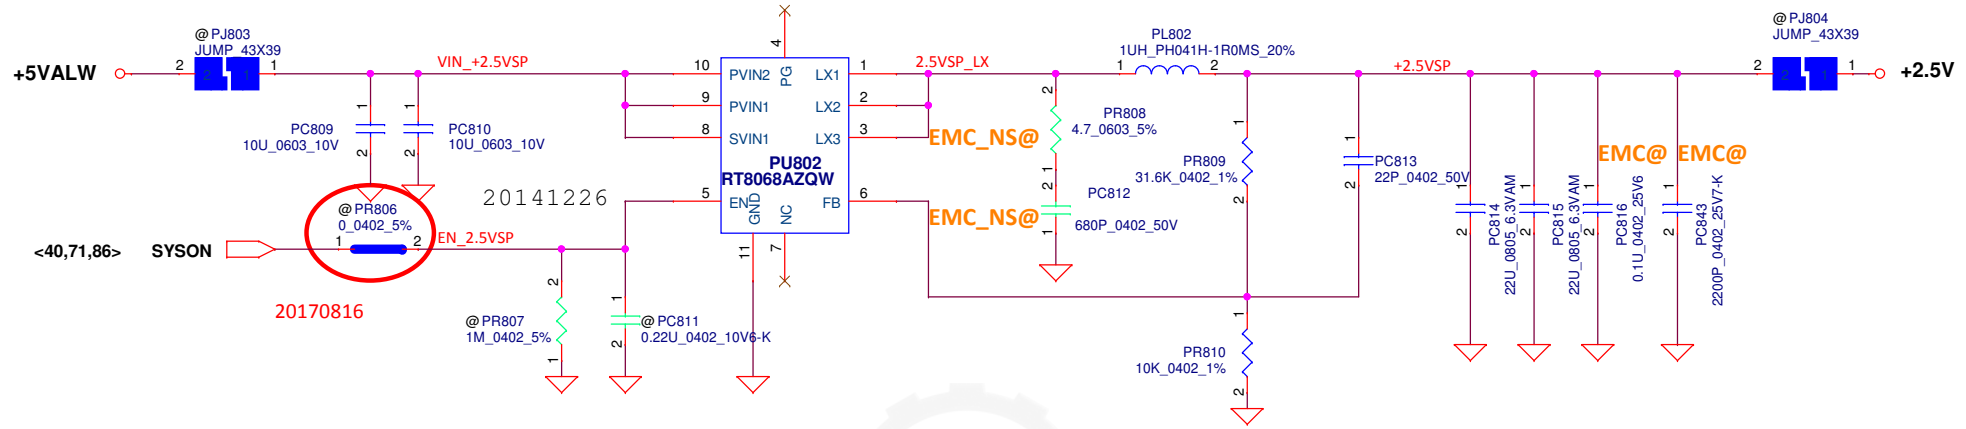 @ PJ803
JUMP_43X39
+5VALW
2
2
1
1
VIN_+2.5VSP
1
PC809
10U_0603_10V
2
1
PC810
10U_0603_10V
2
@ PR806
0_0402_5%
1
2
EN_2.5VSP
20141226
<40,71,86>
SYSON
20170816
2
@ PR807
1M_0402_5%
1
1
@ PC811
0.22U_0402_10V6-K
2
4
10
PVIN2
PG
LX1
1
9
PVIN1
LX2
2
8
SVIN1
LX3
3
PU802
RT8068AZQW
5
EN
GND
NC
FB
6
11
7
2.5VSP_LX
EMC_NS@
2
PR808
4.7_0603_5%
1
EMC_NS@
2
PC812
680P_0402_50V
1
PL802
1UH_PH041H-1R0MS_20%
1
2
1
PR809
31.6K_0402_1%
2
1
PC813
22P_0402_50V
2
1
PR810
10K_0402_1%
2
+2.5VSP
EMC@
EMC@
1
PC814
22U_0805_6.3VAM
2
1
PC815
22U_0805_6.3VAM
2
1
PC816
0.1U_0402_25V6
2
1
PC843
2200P_0402_25V7-K
2
@ PJ804
JUMP_43X39
2
2
1
1
+2.5V